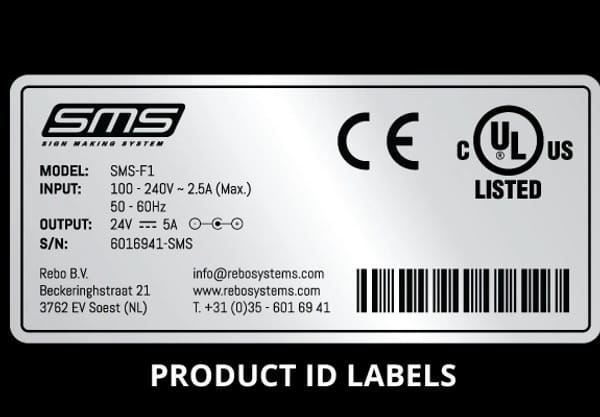 SMS
SIGN MAKING SYSTEM
MODEL: SMS-F1
INPUT: 100 - 240V ~ 2.5A (Max.)
50 - 60Hz
OUTPUT: 24V ⎓ 5A
S/N: 6016941-SMS
Rebo B.V.
Beckeringhstraat 21
3762 EV Soest (NL)
info@rebosystems.com
www.rebosystems.com
T. +31 (0)35 - 601 69 41
CE
C UL ® US
LISTED
PRODUCT ID LABELS